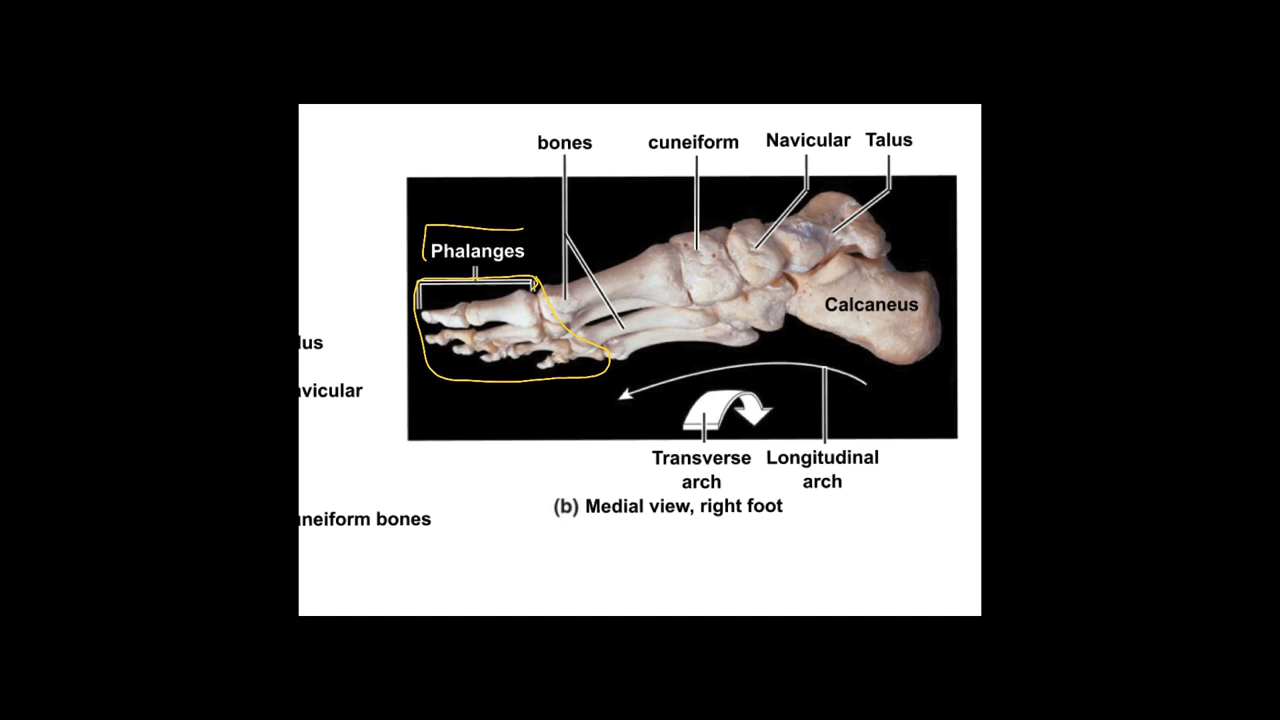 bones
cuneiform
Navicular
Talus
Phalanges
Calcaneus
lus
avicular
Transverse
arch
Longitudinal
arch
(b) Medial view, right foot
uneiform bones